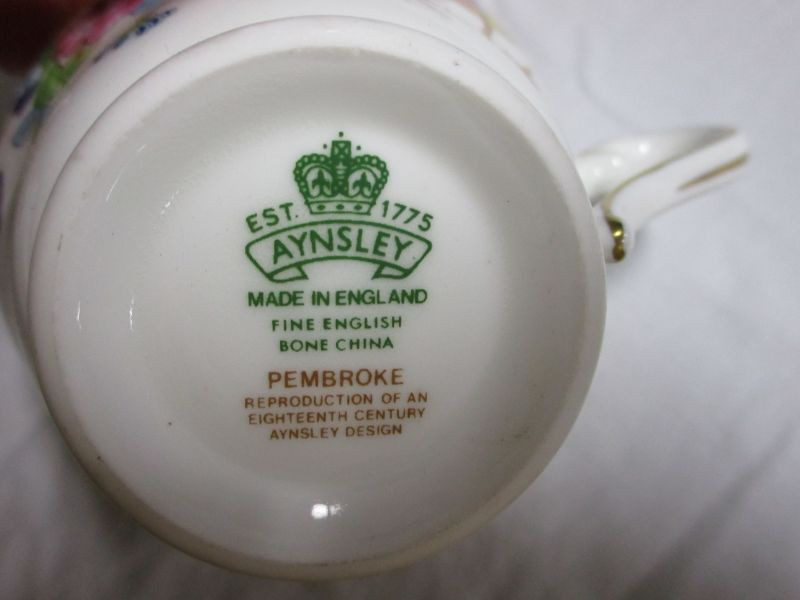 EST. 1775
AYNSLEY
MADE IN ENGLAND
FINE ENGLISH
BONE CHINA
PEMBROKE
REPRODUCTION OF AN
EIGHTEENTH CENTURY
AYNSLEY DESIGN